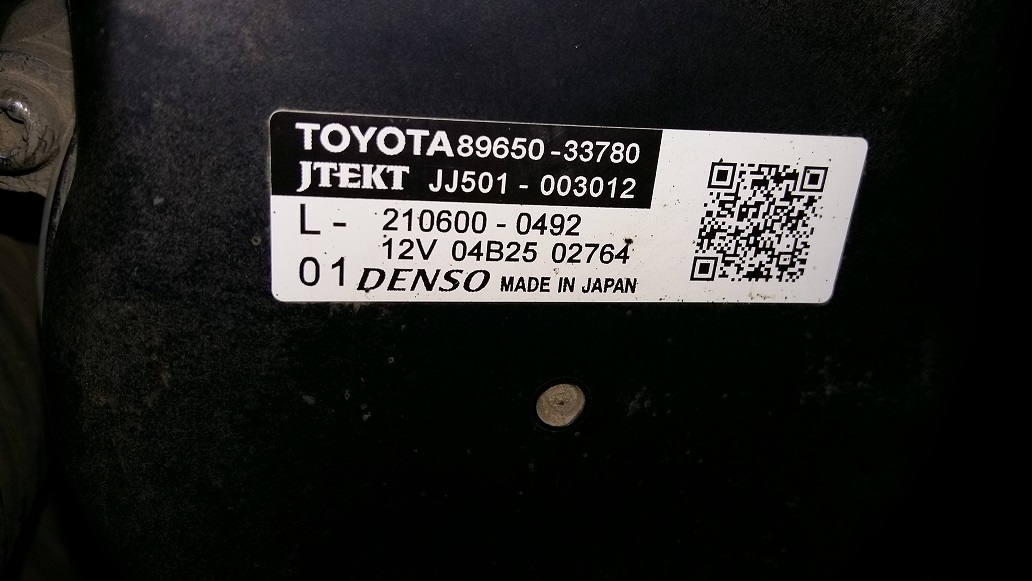 TOYOTA 89650-33780
JTEKT JJ501-003012
L- 210600-0492
12V 04B25 02764
01 DENSO MADE IN JAPAN